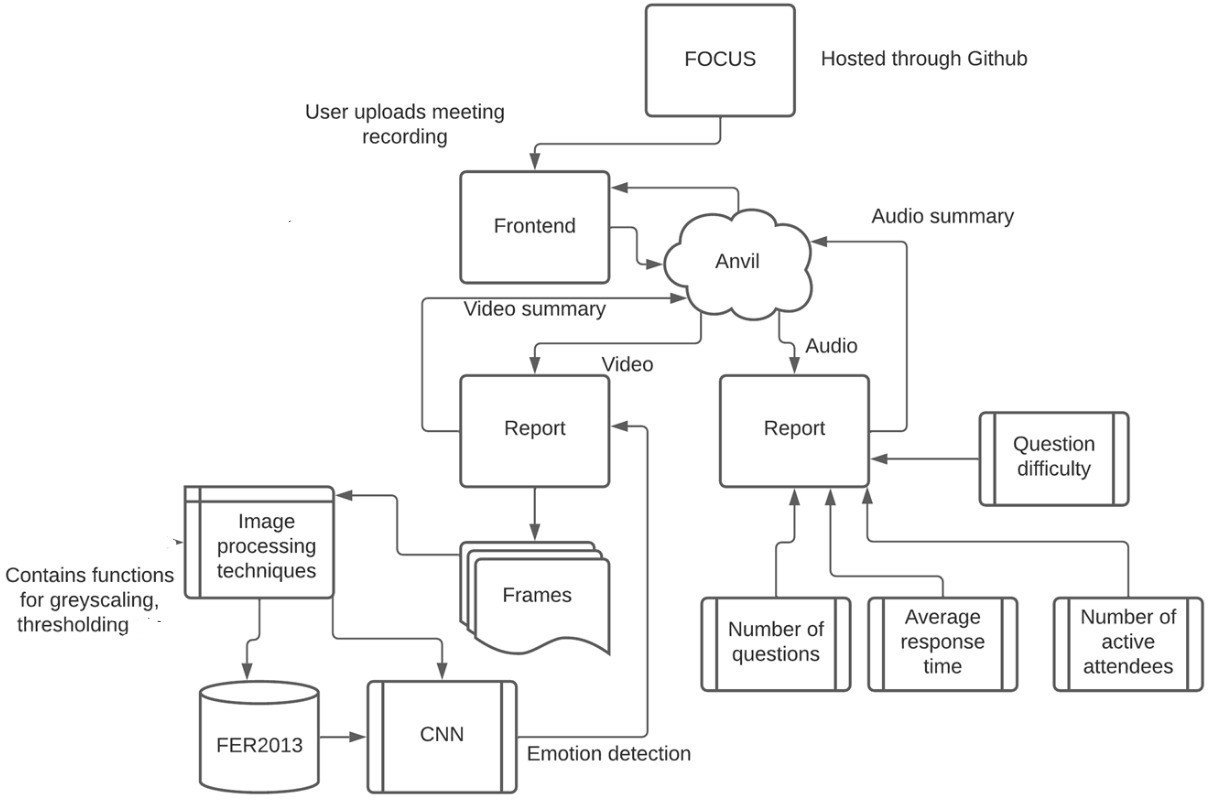 FOCUS
Hosted through Github
User uploads meeting
recording
Frontend
Audio summary
Anvil
Video summary
Audio
Video
Report
Report
Question
difficulty
Image
processing
techniques
Contains functions
for greyscaling,
thresholding
Frames
Number of
questions
Average
response
time
Number of
active
attendees
FER2013
CNN
Emotion detection